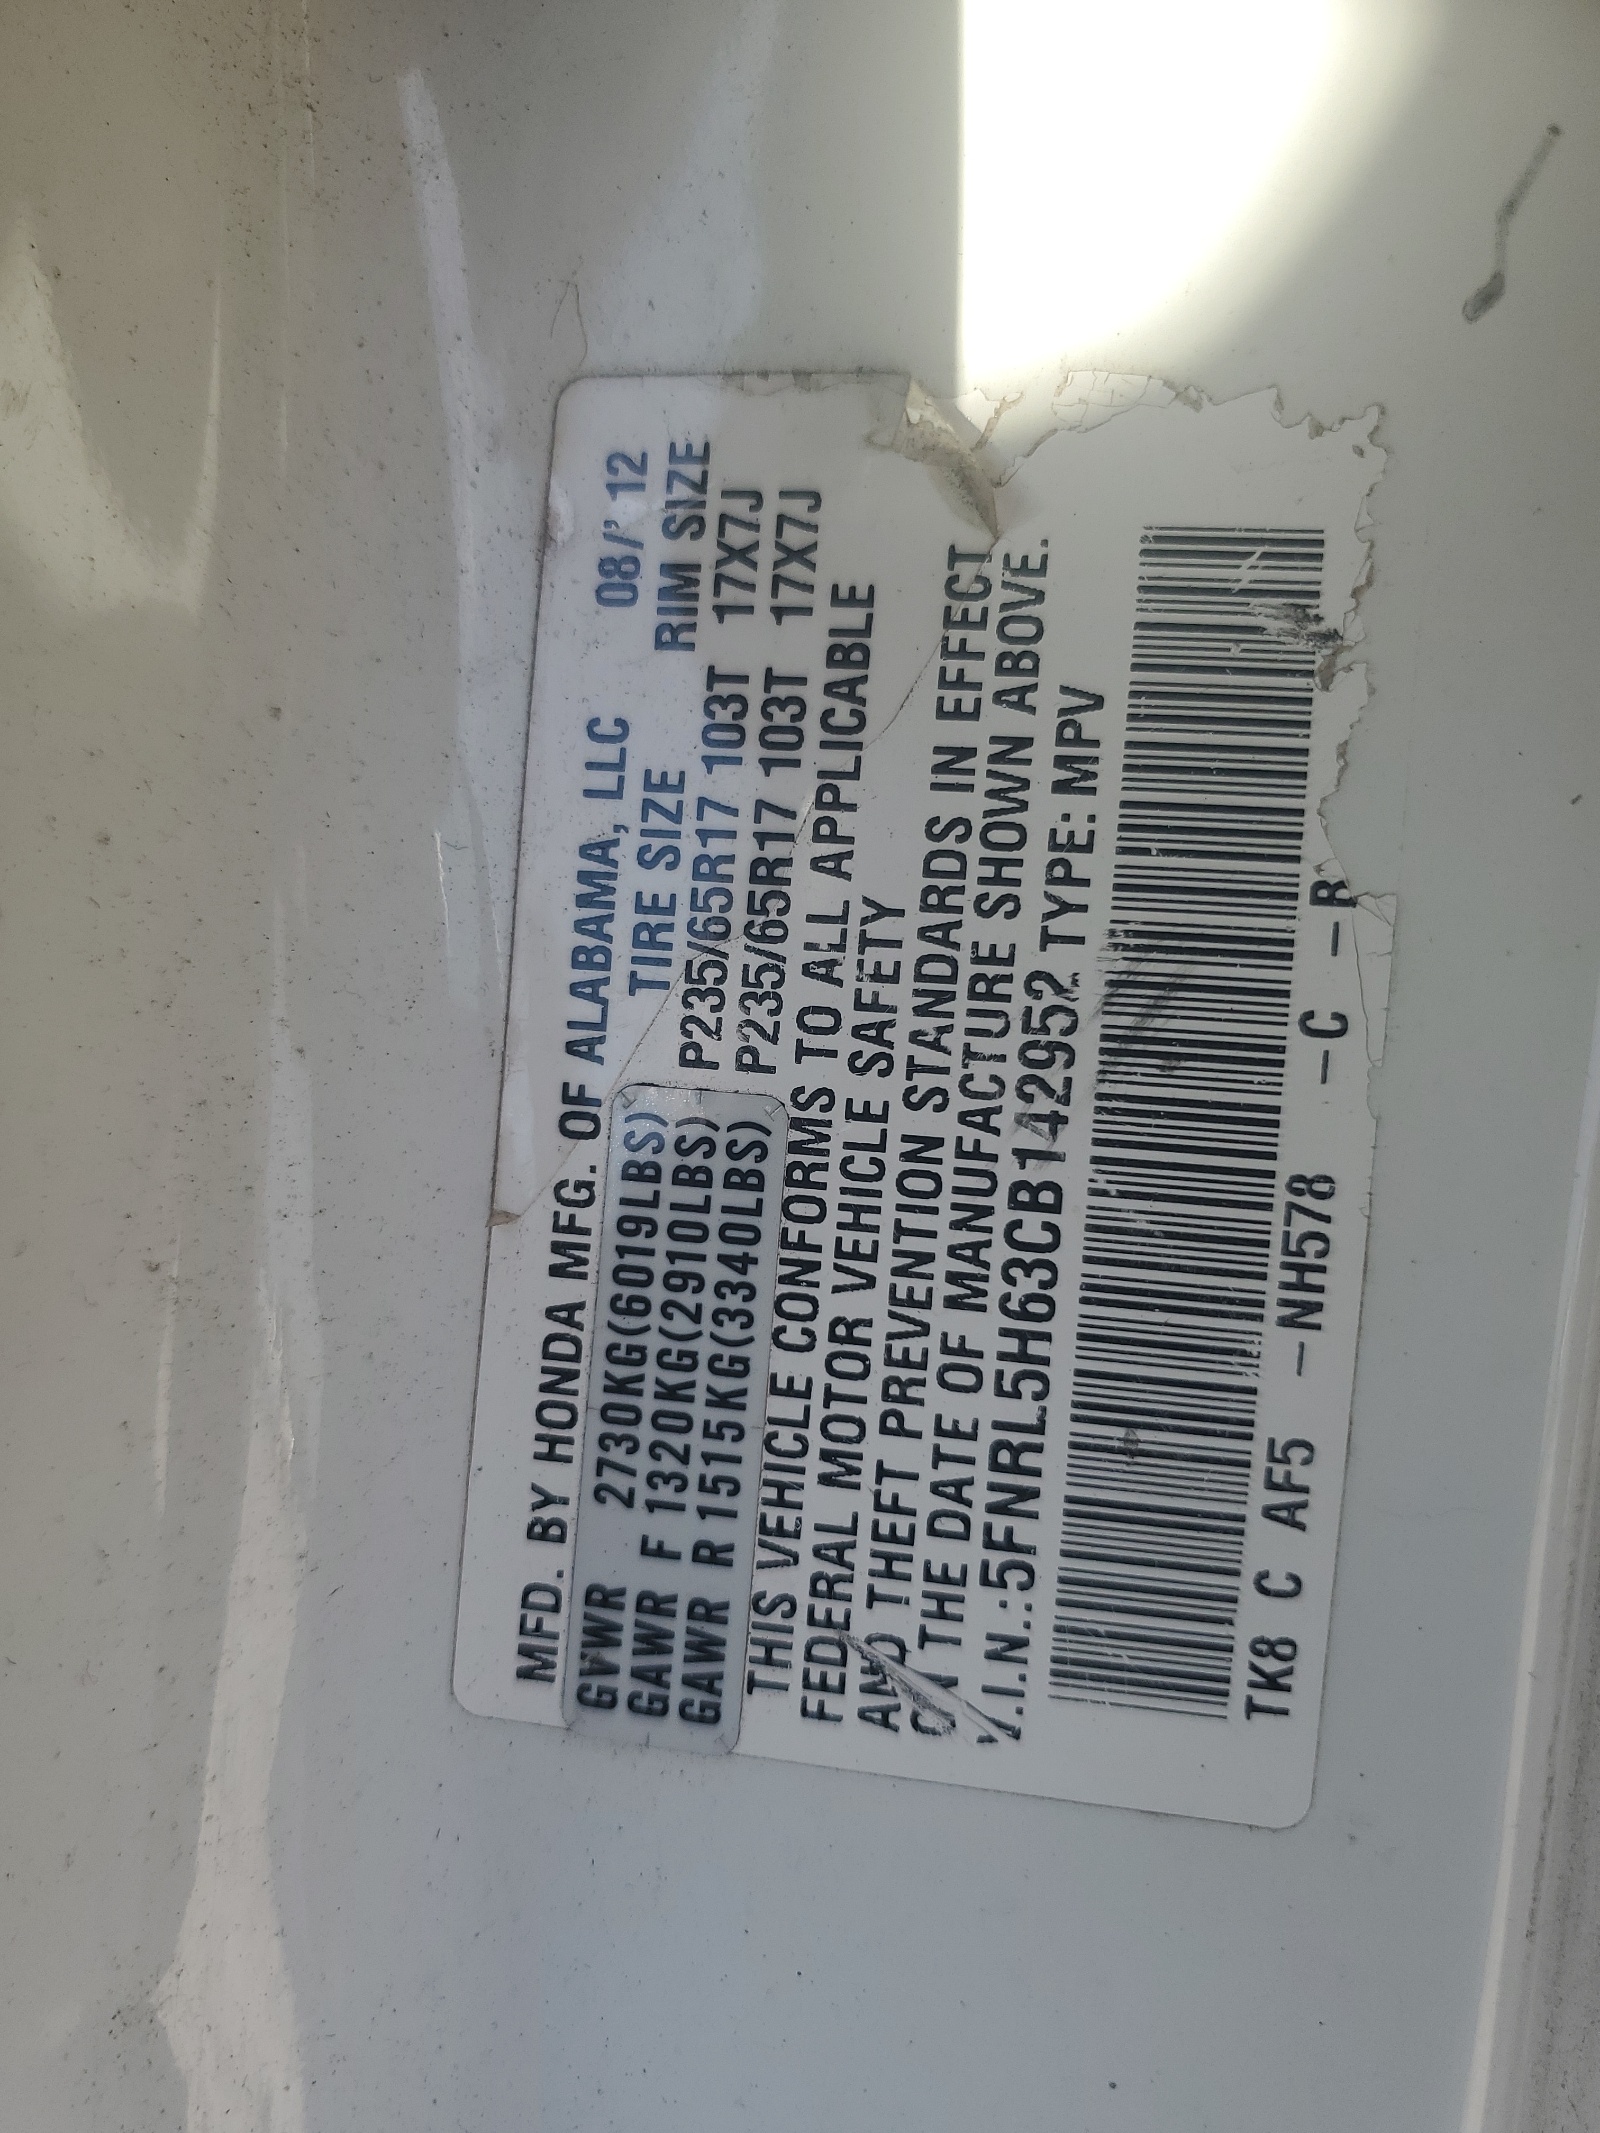 MFD. BY HONDA MFG. OF ALABAMA, LLC 08/'12
TIRE SIZE RIM SIZE
GVWR 2730KG(6019LBS)
GAWR F 1320KG(2910LBS) P235/65R17 103T 17X7J
GAWR R 1515KG(3340LBS) P235/65R17 103T 17X7J
THIS VEHICLE CONFORMS TO ALL APPLICABLE
FEDERAL MOTOR VEHICLE SAFETY
AND THEFT PREVENTION STANDARDS IN EFFECT
ON THE DATE OF MANUFACTURE SHOWN ABOVE.
V.I.N.:5FNRL5H63CB142952 TYPE: MPV
TK8 C AF5 -NH578 -C -R